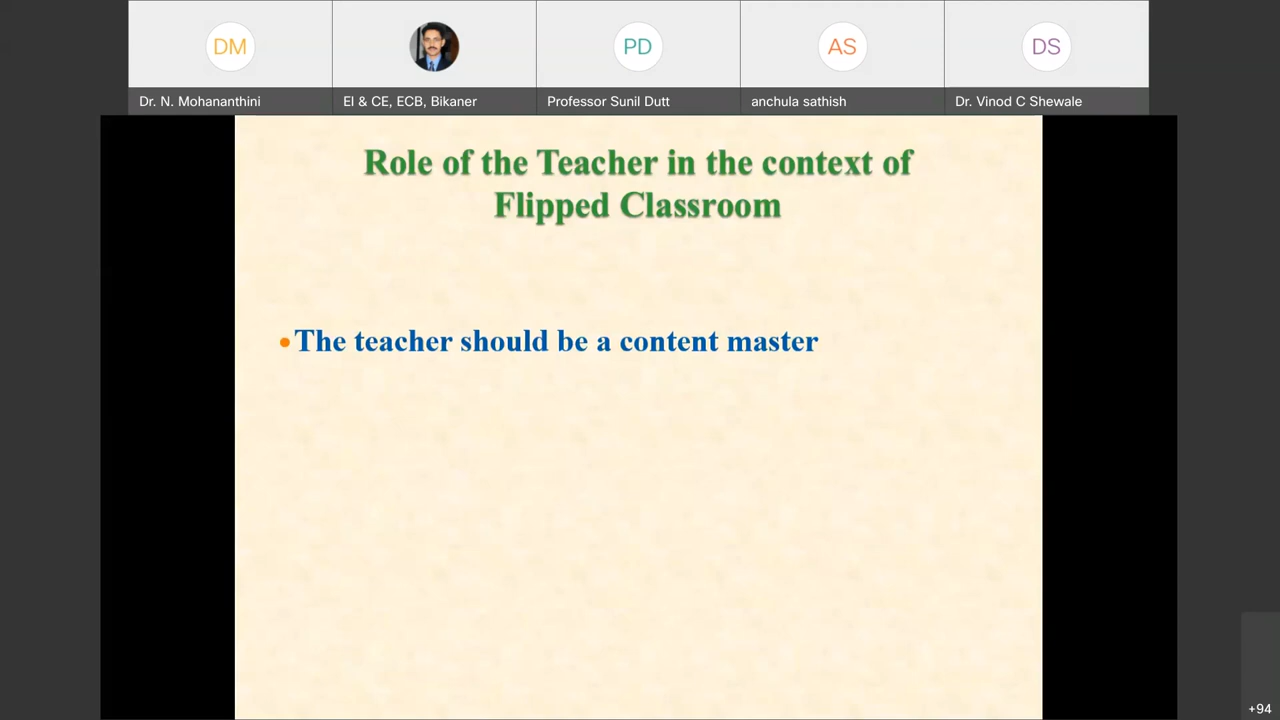 DM
PD
AS
DS
Dr. N. Mohananthini
EI & CE, ECB, Bikaner
Professor Sunil Dutt
anchula sathish
Dr. Vinod C Shewale
Role of the Teacher in the context of
Flipped Classroom
•The teacher should be a content master
+94